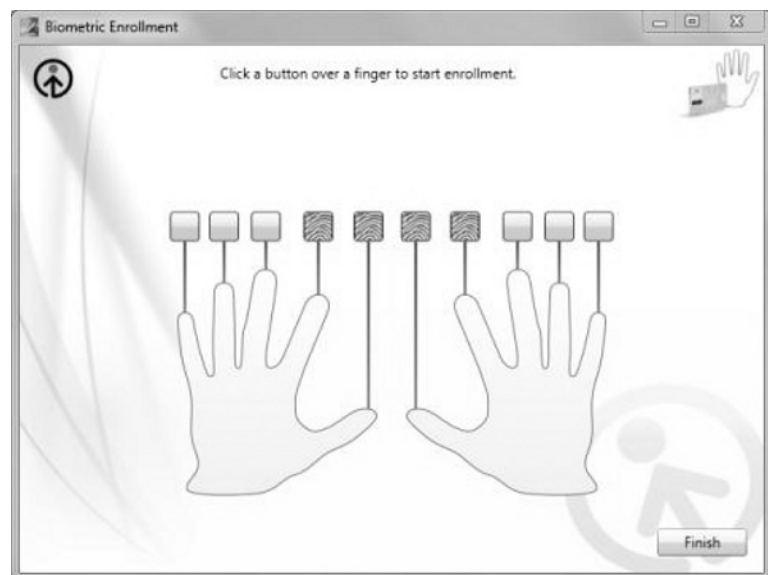 Biometric Enrollment
Click a button over a finger to start enrollment.
Finish